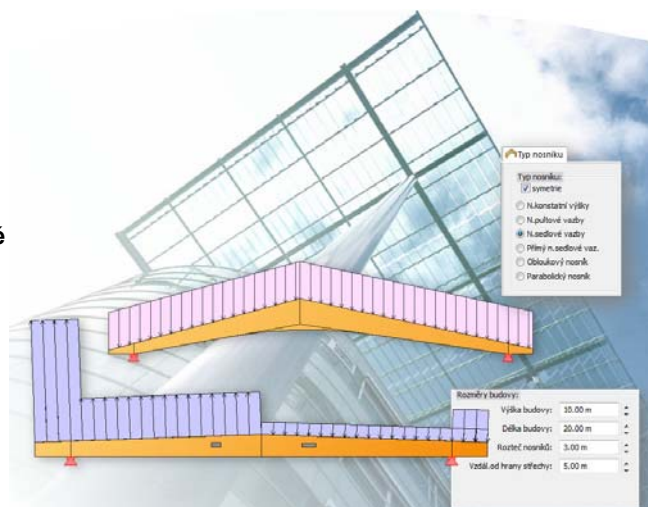 é
Typ nosníku
Typ nosníku:
symetrie
N.konstatní výšky
N.pultové vazby
N.sedlové vazby
Přímý n.sedlové vaz.
Obloukový nosník
Parabolický nosník
Rozměry budovy:
Výška budovy: 10.00 m
Délka budovy: 20.00 m
Rozteč nosníků: 3.00 m
Vzdál.od hrany střechy: 5.00 m